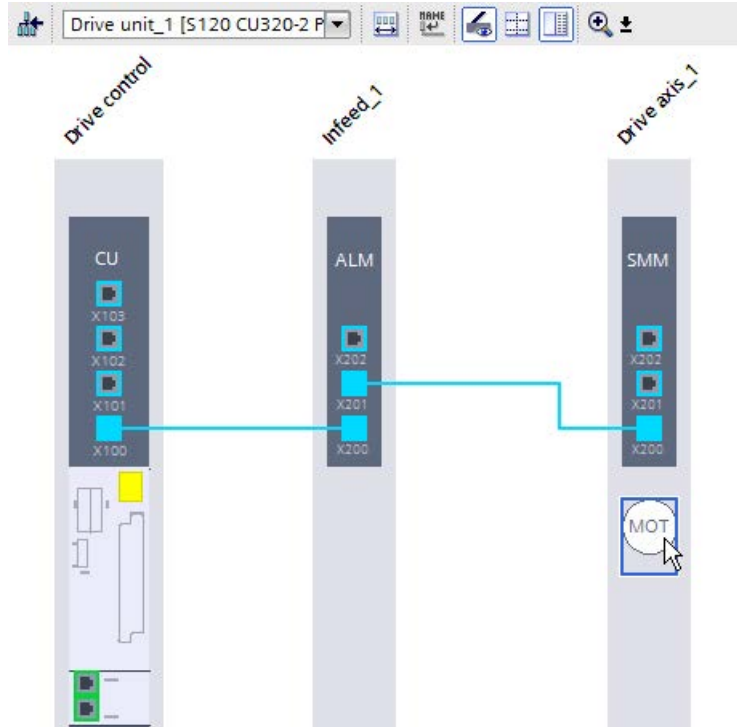 Drive unit_1 [S120 CU320-2 P
NAME
Drive control
Infeed_1
Drive axis_1
CU
ALM
SMM
X103
X102
X202
X202
X101
X201
X201
X100
X200
X200
MOT